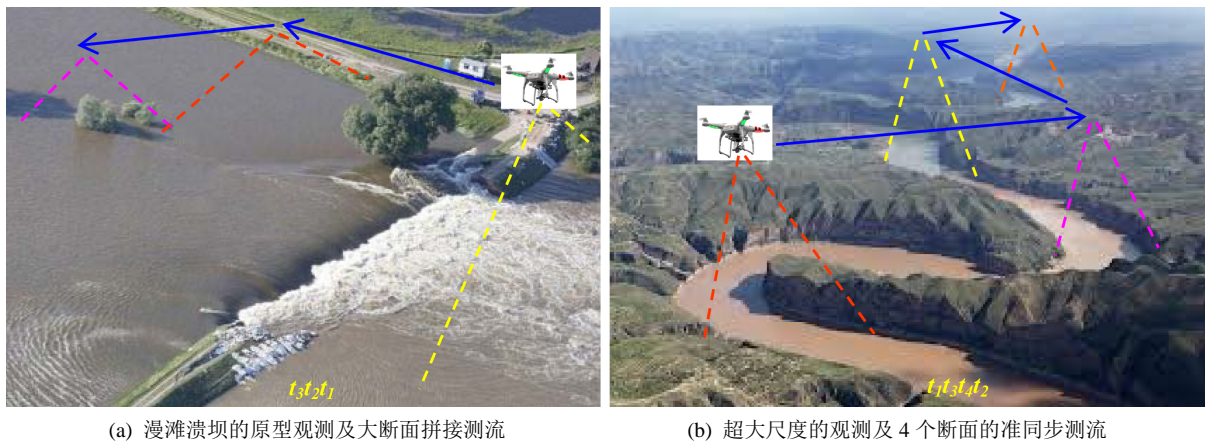 t₃t₂t₁
t₁t₃t₄t₂
(a) 漫滩溃坝的原型观测及大断面拼接测流
(b) 超大尺度的观测及 4 个断面的准同步测流